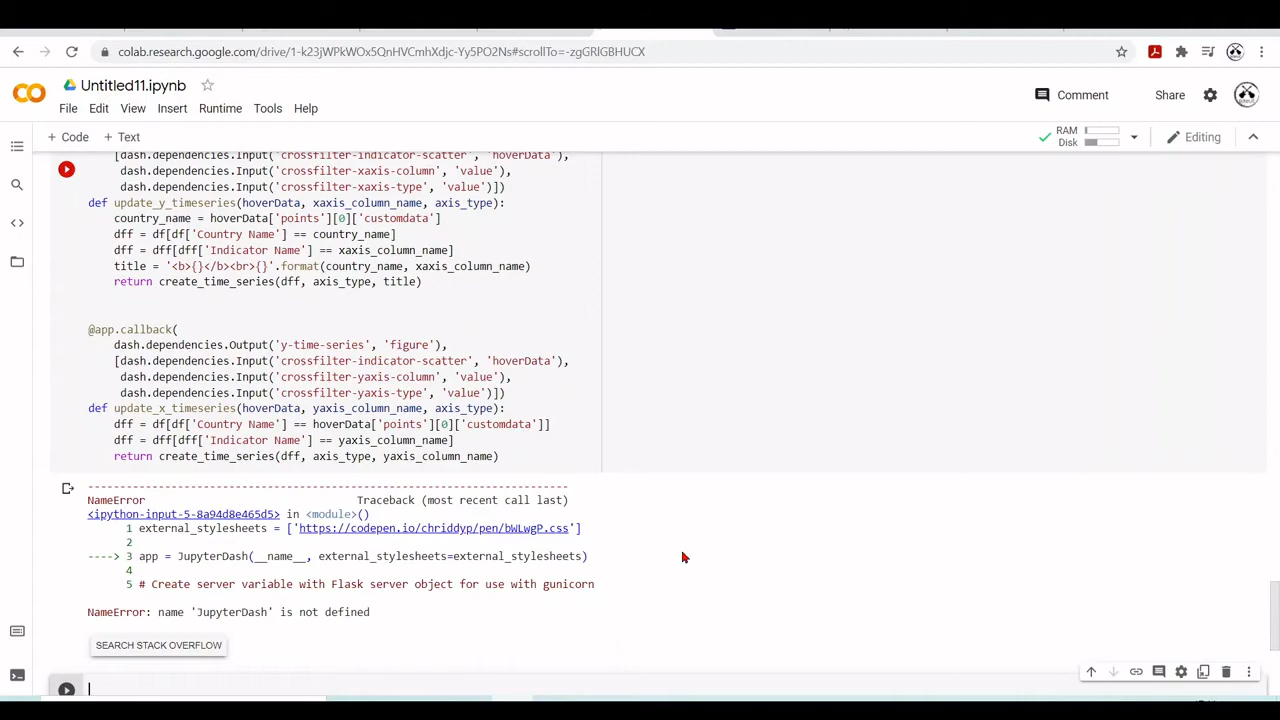 colab.research.google.com/drive/1-k23jWPkWOx5QnHVCmhXdjc-Yy5PO2Ns#scrollTo=-zgGRlGBHUCX
Untitled11.ipynb
File Edit View Insert Runtime Tools Help
Comment Share
+ Code + Text
RAM
Disk
Editing
[dash.dependencies.Input('crossfilter-indicator-scatter', 'hoverData'),
dash.dependencies.Input('crossfilter-xaxis-column', 'value'),
dash.dependencies.Input('crossfilter-xaxis-type', 'value')])
def update_y_timeseries(hoverData, xaxis_column_name, axis_type):
country_name = hoverData['points'][0]['customdata']
dff = df[df['Country Name'] == country_name]
dff = dff[dff['Indicator Name'] == xaxis_column_name]
title = '<b>{}</b><br>{}'.format(country_name, xaxis_column_name)
return create_time_series(dff, axis_type, title)
@app.callback(
dash.dependencies.Output('y-time-series', 'figure'),
[dash.dependencies.Input('crossfilter-indicator-scatter', 'hoverData'),
dash.dependencies.Input('crossfilter-yaxis-column', 'value'),
dash.dependencies.Input('crossfilter-yaxis-type', 'value')])
def update_x_timeseries(hoverData, yaxis_column_name, axis_type):
dff = df[df['Country Name'] == hoverData['points'][0]['customdata']]
dff = dff[dff['Indicator Name'] == yaxis_column_name]
return create_time_series(dff, axis_type, yaxis_column_name)
---------------------------------------------------------------------------
NameError Traceback (most recent call last)
<ipython-input-5-8a94d8e465d5> in <module>()
1 external_stylesheets = ['https://codepen.io/chriddyp/pen/bWLwgP.css']
2
----> 3 app = JupyterDash(__name__, external_stylesheets=external_stylesheets)
4
5 # Create server variable with Flask server object for use with gunicorn
NameError: name 'JupyterDash' is not defined
SEARCH STACK OVERFLOW